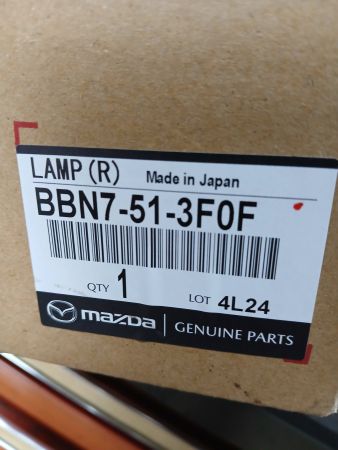 LAMP (R) Made in Japan
BBN7-51-3F0F
QTY 1 LOT 4L24
mazda GENUINE PARTS